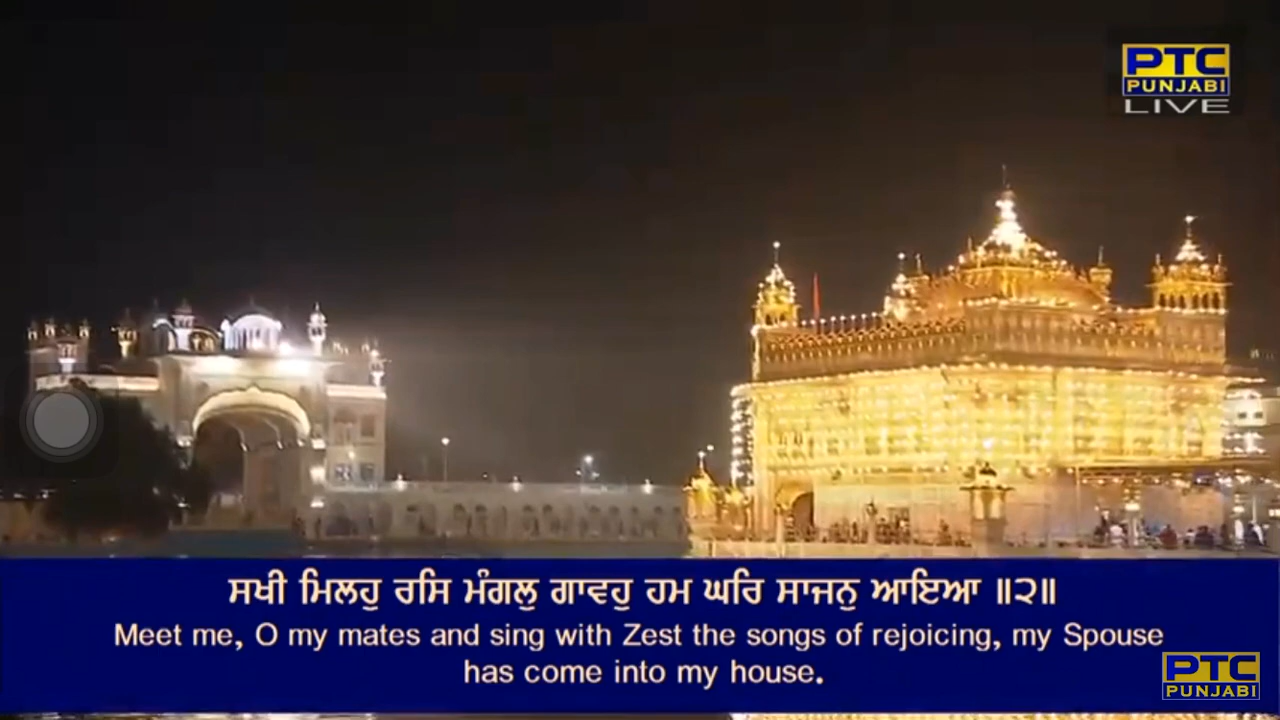 PTC
PUNJABI
LIVE
ਸਖੀ ਮਿਲਹੁ ਰਸਿ ਮੰਗਲੁ ਗਾਵਹੁ ਹਮ ਘਰਿ ਸਾਜਨੁ ਆਇਆ ॥੨॥
Meet me, O my mates and sing with Zest the songs of rejoicing, my Spouse
has come into my house.
PTC
PUNJABI